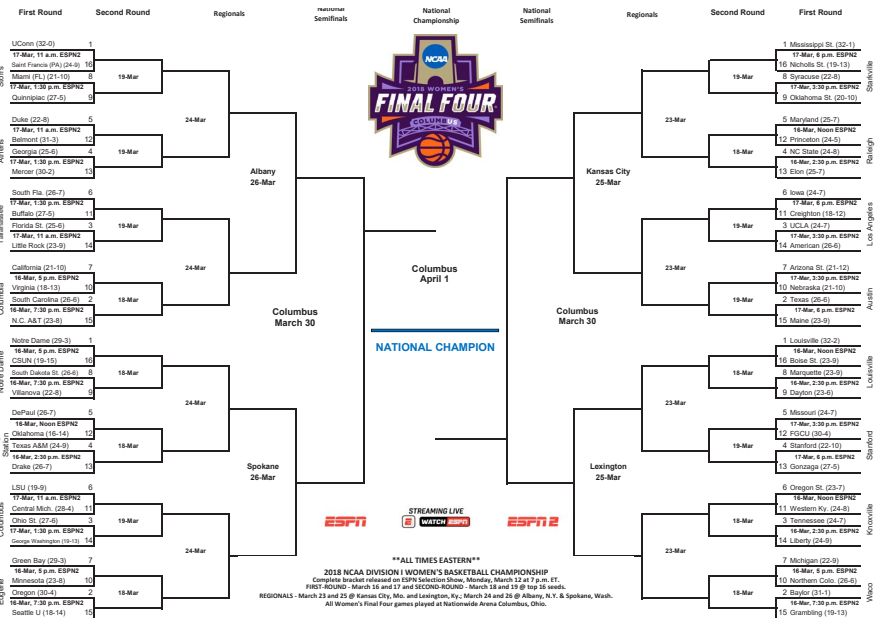 First Round
Second Round
Regionals
National
Semifinals
National
Championship
National
Semifinals
Regionals
Second Round
First Round
UConn (32-0) 1
17-Mar, 11 a.m. ESPN2
Saint Francis (PA) (24-9) 16
Miami (FL) (21-10) 8
17-Mar, 1:30 p.m. ESPN2
Quinnipiac (27-5) 9
19-Mar
Duke (22-8) 5
17-Mar, 11 a.m. ESPN2
Belmont (31-3) 12
Georgia (25-6) 4
17-Mar, 1:30 p.m. ESPN2
Mercer (30-2) 13
19-Mar
24-Mar
Albany
26-Mar
South Fla. (26-7) 6
17-Mar, 1:30 p.m. ESPN2
Buffalo (27-5) 11
Florida St. (25-6) 3
17-Mar, 11 a.m. ESPN2
Little Rock (23-9) 14
19-Mar
California (21-10) 7
16-Mar, 5 p.m. ESPN2
Virginia (18-13) 10
South Carolina (26-6) 2
16-Mar, 7:30 p.m. ESPN2
N.C. A&T (23-8) 15
18-Mar
24-Mar
Columbus
March 30
Notre Dame (29-3) 1
16-Mar, 5 p.m. ESPN2
CSUN (19-15) 16
South Dakota St. (26-6) 8
16-Mar, 7:30 p.m. ESPN2
Villanova (22-8) 9
18-Mar
DePaul (26-7) 5
16-Mar, Noon ESPN2
Oklahoma (16-14) 12
Texas A&M (24-9) 4
16-Mar, 2:30 p.m. ESPN2
Drake (26-7) 13
18-Mar
24-Mar
Spokane
26-Mar
LSU (19-9) 6
17-Mar, 11 a.m. ESPN2
Central Mich. (28-4) 11
Ohio St. (27-6) 3
17-Mar, 1:30 p.m. ESPN2
George Washington (19-13) 14
19-Mar
Green Bay (29-3) 7
16-Mar, 5 p.m. ESPN2
Minnesota (23-8) 10
Oregon (30-4) 2
16-Mar, 7:30 p.m. ESPN2
Seattle U (18-14) 15
18-Mar
24-Mar
Station
NCAA
2018 WOMEN'S
FINAL FOUR
COLUMBUS
Columbus
April 1
NATIONAL CHAMPION
1 Mississippi St. (32-1)
17-Mar, 6 p.m. ESPN2
16 Nicholls St. (19-13)
8 Syracuse (22-8)
17-Mar, 3:30 p.m. ESPN2
9 Oklahoma St. (20-10)
19-Mar
Starkville
5 Maryland (25-7)
16-Mar, Noon ESPN2
12 Princeton (24-5)
4 NC State (24-8)
16-Mar, 2:30 p.m. ESPN2
13 Elon (25-7)
18-Mar
Raleigh
23-Mar
Kansas City
25-Mar
6 Iowa (24-7)
17-Mar, 6 p.m. ESPN2
11 Creighton (18-12)
3 UCLA (24-7)
17-Mar, 3:30 p.m. ESPN2
14 American (26-6)
19-Mar
Los Angeles
7 Arizona St. (21-12)
17-Mar, 3:30 p.m. ESPN2
10 Nebraska (21-10)
2 Texas (26-6)
17-Mar, 6 p.m. ESPN2
15 Maine (23-9)
19-Mar
Austin
23-Mar
Columbus
March 30
1 Louisville (32-2)
16-Mar, Noon ESPN2
16 Boise St. (23-9)
8 Marquette (23-9)
16-Mar, 2:30 p.m. ESPN2
9 Dayton (23-6)
18-Mar
Louisville
5 Missouri (24-7)
17-Mar, 3:30 p.m. ESPN2
12 FGCU (30-4)
4 Stanford (22-10)
17-Mar, 6 p.m. ESPN2
13 Gonzaga (27-5)
19-Mar
Stanford
23-Mar
Lexington
25-Mar
6 Oregon St. (23-7)
16-Mar, Noon ESPN2
11 Western Ky. (24-8)
3 Tennessee (24-7)
16-Mar, 2:30 p.m. ESPN2
14 Liberty (24-9)
18-Mar
Knoxville
7 Michigan (22-9)
16-Mar, 5 p.m. ESPN2
10 Northern Colo. (26-6)
2 Baylor (31-1)
16-Mar, 7:30 p.m. ESPN2
15 Grambling (19-13)
18-Mar
Waco
23-Mar
ESPN
STREAMING LIVE
WATCH ESPN
ESPN 2
**ALL TIMES EASTERN**
2018 NCAA DIVISION I WOMEN'S BASKETBALL CHAMPIONSHIP
Complete bracket released on ESPN Selection Show, Monday, March 12 at 7 p.m. ET.
FIRST-ROUND - March 16 and 17 and SECOND-ROUND - March 18 and 19 @ top 16 seeds.
REGIONALS - March 23 and 25 @ Kansas City, Mo. and Lexington, Ky.; March 24 and 26 @ Albany, N.Y. & Spokane, Wash.
All Women's Final Four games played at Nationwide Arena Columbus, Ohio.